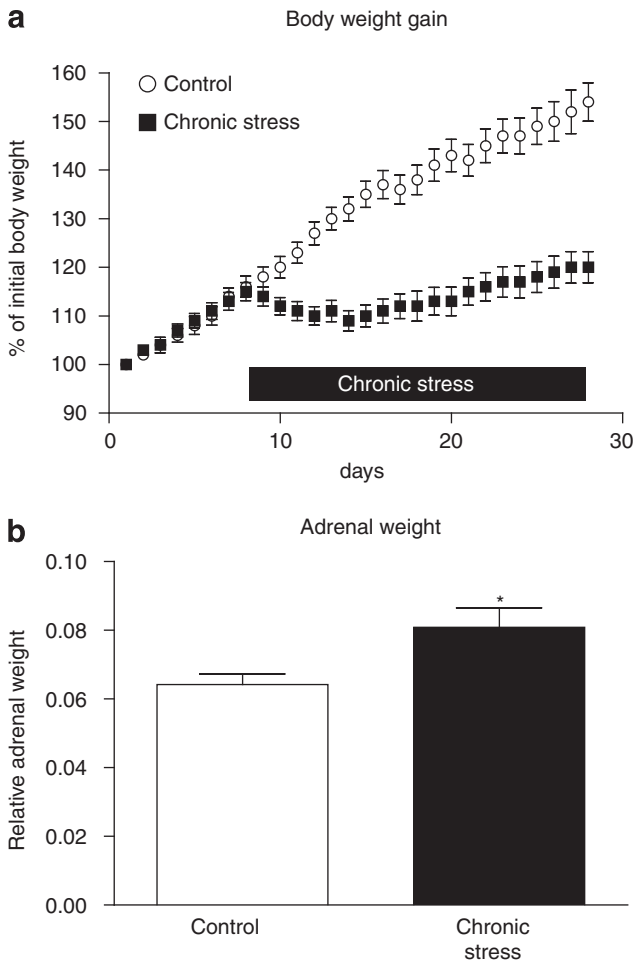 a
Body weight gain
160
150
140
130
120
110
100
90
% of initial body weight
Control
Chronic stress
Chronic stress
0
10
20
30
days
b
Adrenal weight
0.10
0.08
0.06
0.04
0.02
0.00
Relative adrenal weight
*
Control
Chronic
stress